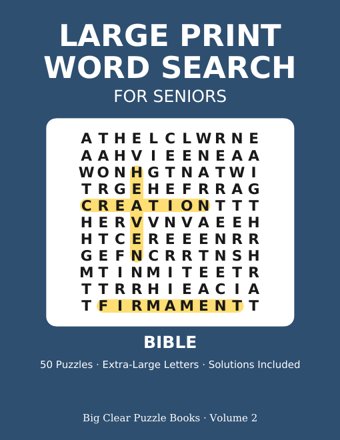 LARGE PRINT
WORD SEARCH
FOR SENIORS
A T H E L C L W R N E
A A H V I E E N E A A
W O N H G T N A T W I
T R G E H E F R R A G
C R E A T I O N T T T
H E R V V N V A E E H
H T C E R E E E N R R
G E F N C R R T N S H
M T I N M I T E E T R
T T R R H I E A C I A
T F I R M A M E N T T
BIBLE
50 Puzzles · Extra-Large Letters · Solutions Included
Big Clear Puzzle Books · Volume 2